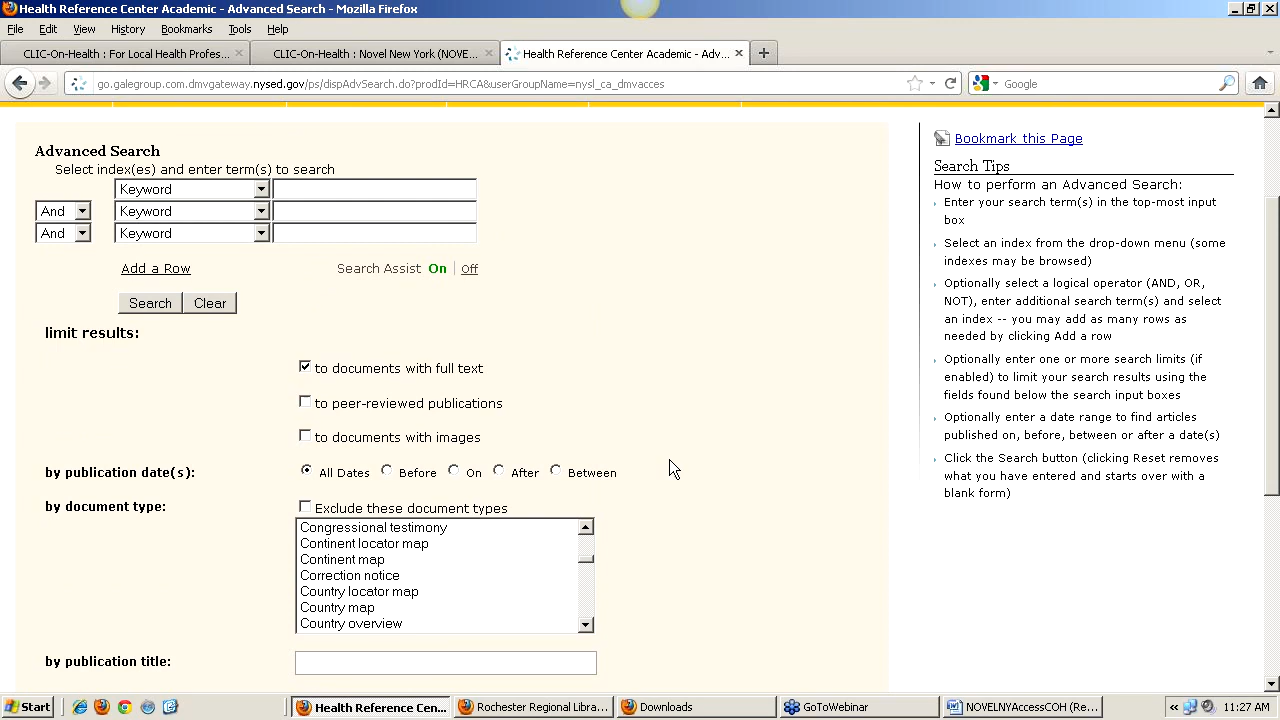 Health Reference Center Academic - Advanced Search - Mozilla Firefox
File Edit View History Bookmarks Tools Help
CLIC-On-Health : For Local Health Profes... CLIC-On-Health : Novel New York (NOVE... Health Reference Center Academic - Adv...
go.galegroup.com.dmvgateway.nysed.gov/ps/dispAdvSearch.do?prodId=HRCA&userGroupName=nysl_ca_dmvacces Google
Advanced Search
Select index(es) and enter term(s) to search
Keyword
And Keyword
And Keyword
Add a Row Search Assist On Off
Search Clear
limit results:
to documents with full text
to peer-reviewed publications
to documents with images
by publication date(s): All Dates Before On After Between
by document type: Exclude these document types
Congressional testimony
Continent locator map
Continent map
Correction notice
Country locator map
Country map
Country overview
by publication title:
Bookmark this Page
Search Tips
How to perform an Advanced Search:
Enter your search term(s) in the top-most input
box
Select an index from the drop-down menu (some
indexes may be browsed)
Optionally select a logical operator (AND, OR,
NOT), enter additional search term(s) and select
an index -- you may add as many rows as
needed by clicking Add a row
Optionally enter one or more search limits (if
enabled) to limit your search results using the
fields found below the search input boxes
Optionally enter a date range to find articles
published on, before, between or after a date(s)
Click the Search button (clicking Reset removes
what you have entered and starts over with a
blank form)
Start Health Reference Cen... Rochester Regional Libra... Downloads GoToWebinar NOVELNYAccessCOH (Re... « 11:27 AM